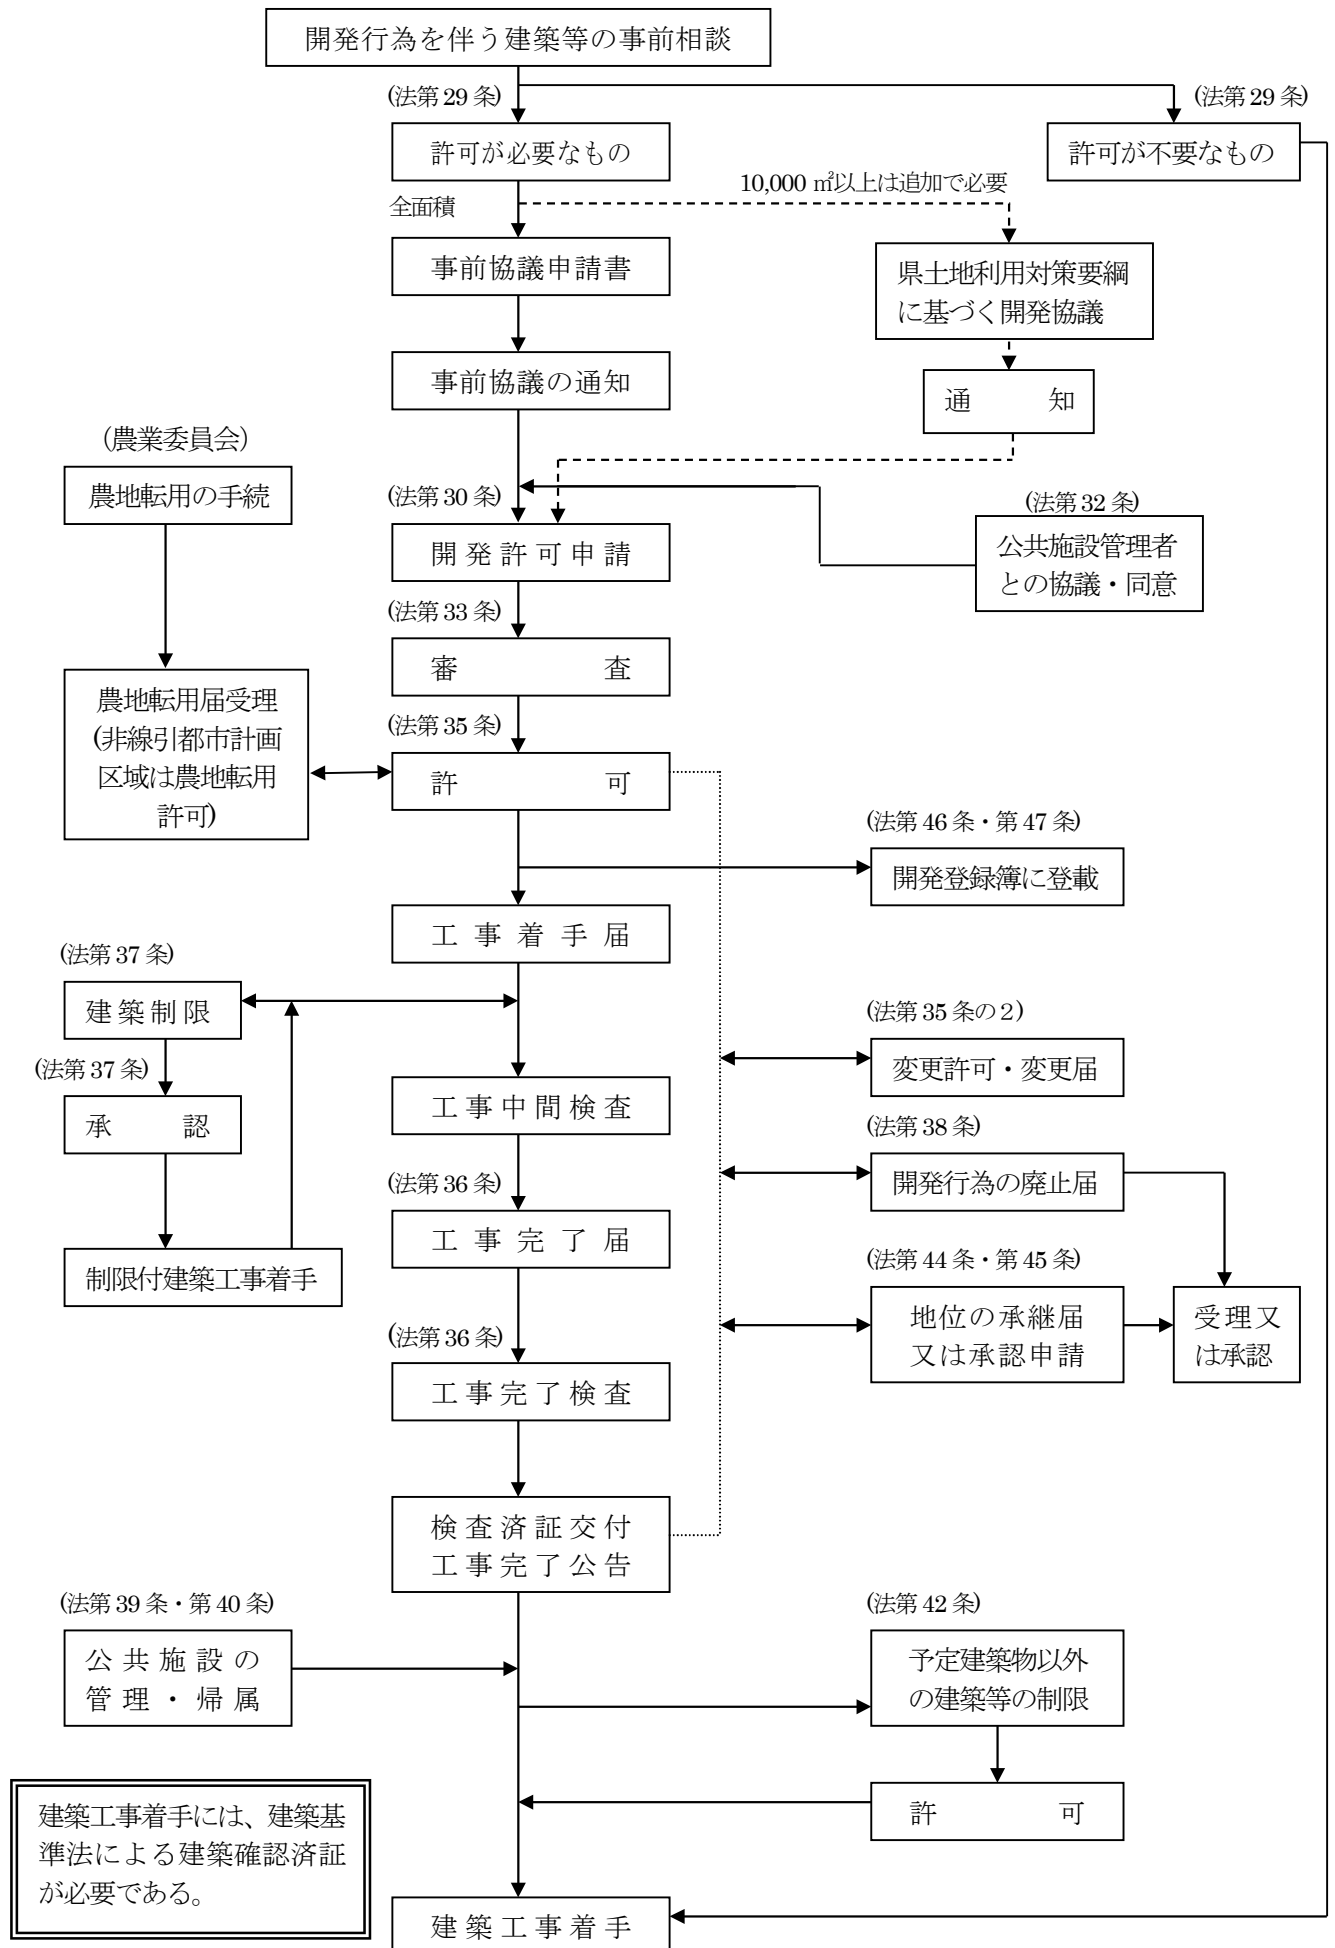 開発行為を伴う建築等の事前相談
(法第29条)
(法第29条)
許可が必要なもの
許可が不要なもの
10,000 ㎡以上は追加で必要
全面積
事前協議申請書
県土地利用対策要綱
に基づく開発協議
事前協議の通知
通 知
(農業委員会)
農地転用の手続
(法第30条)
(法第32条)
開発許可申請
公共施設管理者
との協議・同意
(法第33条)
審 査
農地転用届受理
(非線引都市計画
区域は農地転用
許可)
(法第35条)
許 可
(法第46条・第47条)
開発登録簿に登載
工事着手届
(法第37条)
建築制限
(法第35条の2)
変更許可・変更届
(法第37条)
承 認
工事中間検査
(法第38条)
開発行為の廃止届
(法第36条)
工事完了届
制限付建築工事着手
(法第44条・第45条)
地位の承継届
又は承認申請
受理又
は承認
(法第36条)
工事完了検査
検査済証交付
工事完了公告
(法第39条・第40条)
公共施設の
管理・帰属
(法第42条)
予定建築物以外
の建築等の制限
許 可
建築工事着手には、建築基
準法による建築確認済証
が必要である。
建築工事着手